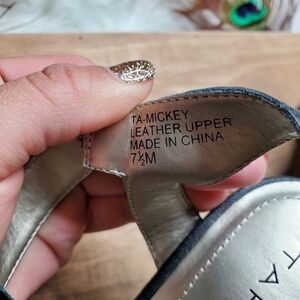 TA-MICKEY
LEATHER UPPER
MADE IN CHINA
7½M